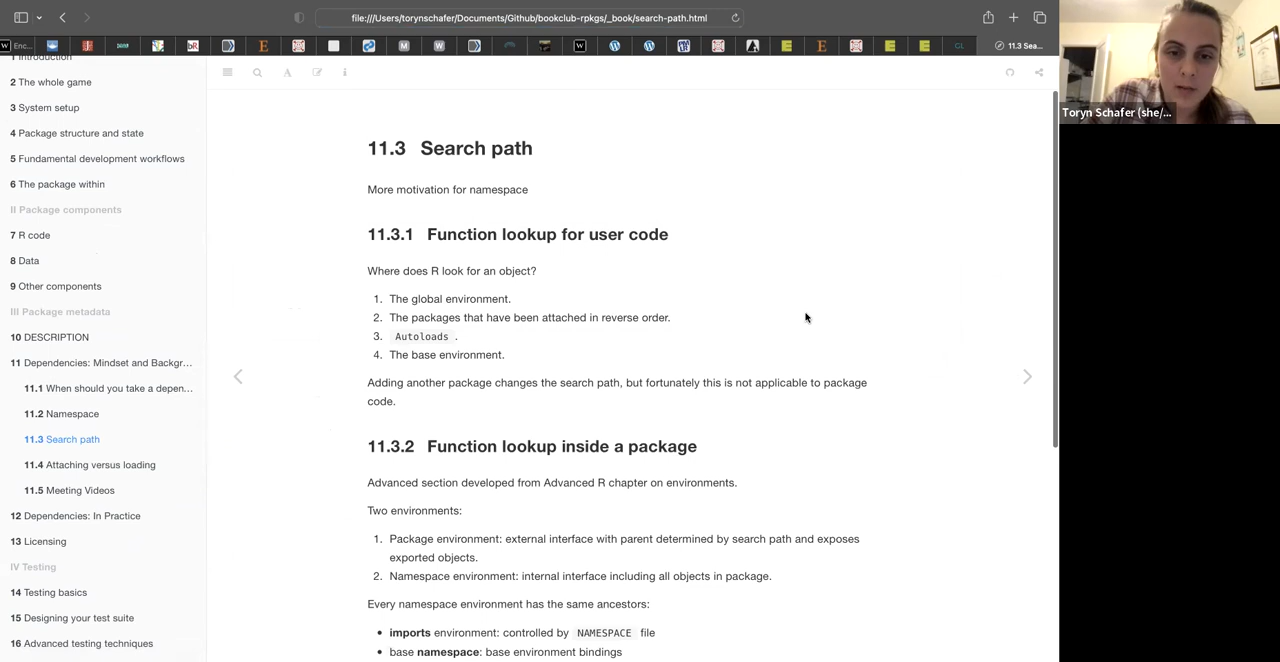 file:///Users/torynschafer/Documents/Github/bookclub-rpkgs/_book/search-path.html
W Enc...
11.3 Sea...
1 Introduction
2 The whole game
3 System setup
4 Package structure and state
5 Fundamental development workflows
6 The package within
II Package components
7 R code
8 Data
9 Other components
III Package metadata
10 DESCRIPTION
11 Dependencies: Mindset and Backgr...
11.1 When should you take a depen...
11.2 Namespace
11.3 Search path
11.4 Attaching versus loading
11.5 Meeting Videos
12 Dependencies: In Practice
13 Licensing
IV Testing
14 Testing basics
15 Designing your test suite
16 Advanced testing techniques
11.3 Search path
More motivation for namespace
11.3.1 Function lookup for user code
Where does R look for an object?
1. The global environment.
2. The packages that have been attached in reverse order.
3. Autoloads .
4. The base environment.
Adding another package changes the search path, but fortunately this is not applicable to package
code.
11.3.2 Function lookup inside a package
Advanced section developed from Advanced R chapter on environments.
Two environments:
1. Package environment: external interface with parent determined by search path and exposes
exported objects.
2. Namespace environment: internal interface including all objects in package.
Every namespace environment has the same ancestors:
• imports environment: controlled by NAMESPACE file
• base namespace: base environment bindings
Toryn Schafer (she/...